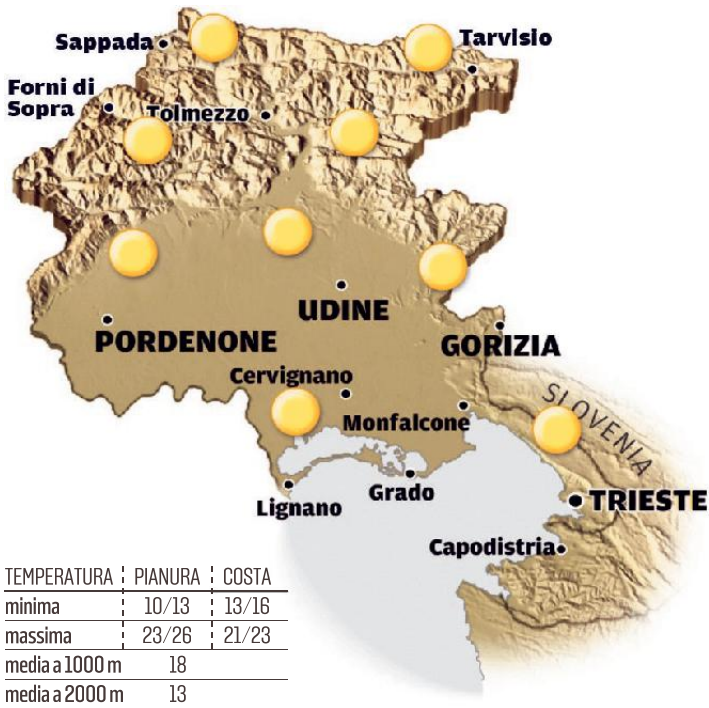 Sappada
Tarvisio
Forni di
Sopra
Tolmezzo
UDINE
PORDENONE
GORIZIA
Cervignano
SLOVENIA
Monfalcone
Grado
Lignano
TRIESTE
Capodistria
TEMPERATURA PIANURA COSTA
minima 10/13 13/16
massima 23/26 21/23
media a 1000 m 18
media a 2000 m 13